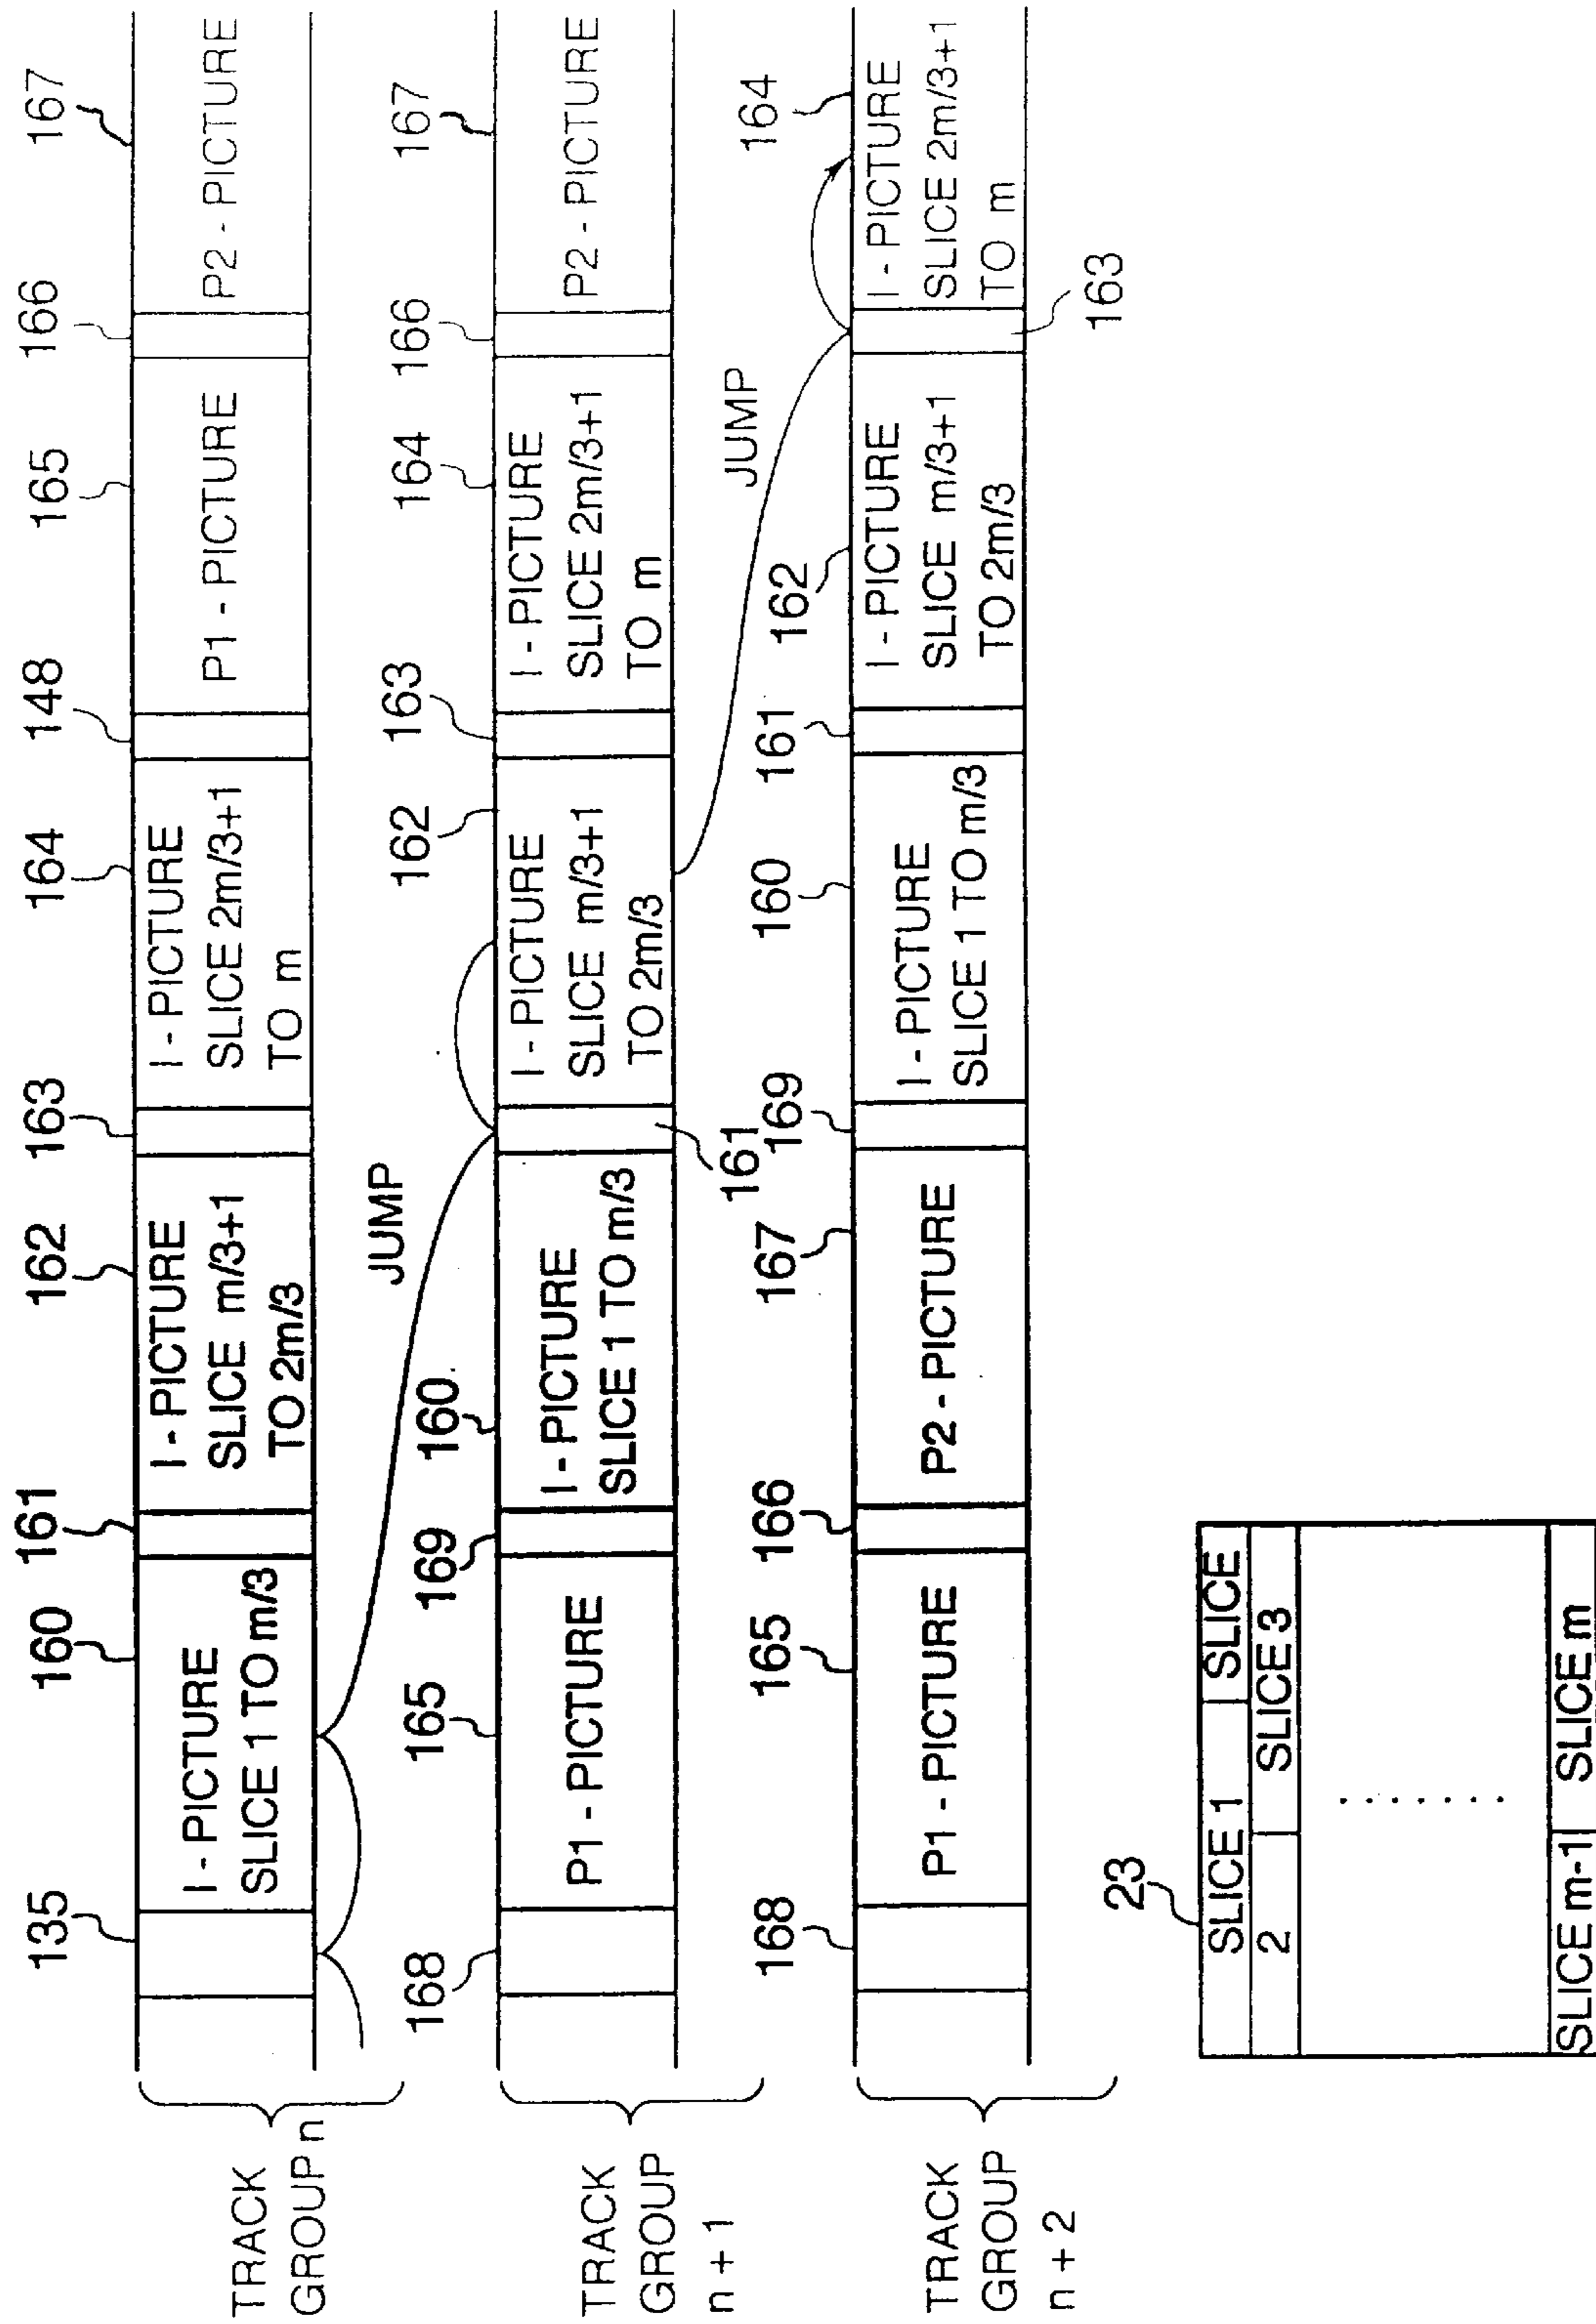 135
160
161
162
163
164
148
165
166
167
TRACK
GROUP n
I - PICTURE
SLICE 1 TO m/3
I - PICTURE
SLICE m/3+1
TO 2m/3
I - PICTURE
SLICE 2m/3+1
TO m
P1 - PICTURE
P2 - PICTURE
JUMP
168
165
169
160
162
163
164
166
167
TRACK
GROUP
n + 1
P1 - PICTURE
I - PICTURE
SLICE 1 TO m/3
I - PICTURE
SLICE m/3+1
TO 2m/3
I - PICTURE
SLICE 2m/3+1
TO m
P2 - PICTURE
161
JUMP
168
165
166
167
169
160
161
162
164
TRACK
GROUP
n + 2
P1 - PICTURE
P2 - PICTURE
I - PICTURE
SLICE 1 TO m/3
I - PICTURE
SLICE m/3+1
TO 2m/3
I - PICTURE
SLICE 2m/3+1
TO m
163
23
SLICE 1
SLICE
2
SLICE 3
.......
SLICE m-1
SLICE m